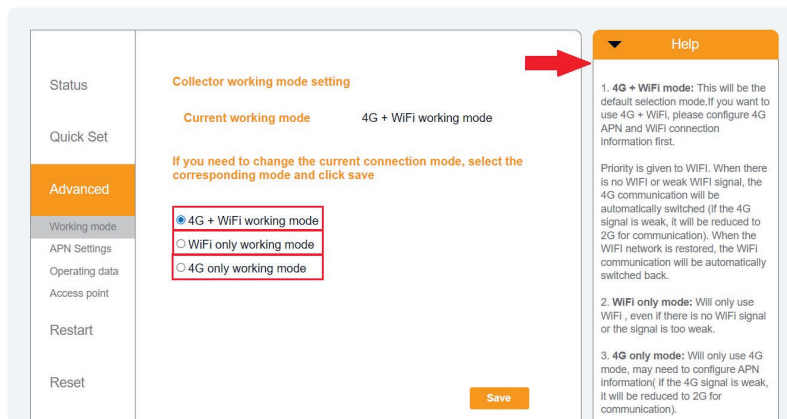 Status
Quick Set
Advanced
Working mode
APN Settings
Operating data
Access point
Restart
Reset
Collector working mode setting
Current working mode 4G + WiFi working mode
If you need to change the current connection mode, select the
corresponding mode and click save
4G + WiFi working mode
WiFi only working mode
4G only working mode
Save
Help
1. 4G + WiFi mode: This will be the
default selection mode.If you want to
use 4G + WiFi, please configure 4G
APN and WiFi connection
information first.
Priority is given to WIFI. When there
is no WIFI or weak WIFI signal, the
4G communication will be
automatically switched (if the 4G
signal is weak, it will be reduced to
2G for communication). When the
WIFI network is restored, the WiFi
communication will be automatically
switched back.
2. WiFi only mode: Will only use
WiFi , even if there is no WiFi signal
or the signal is too weak.
3. 4G only mode: Will only use 4G
mode, may need to configure APN
information( if the 4G signal is weak,
it will be reduced to 2G for
communication).